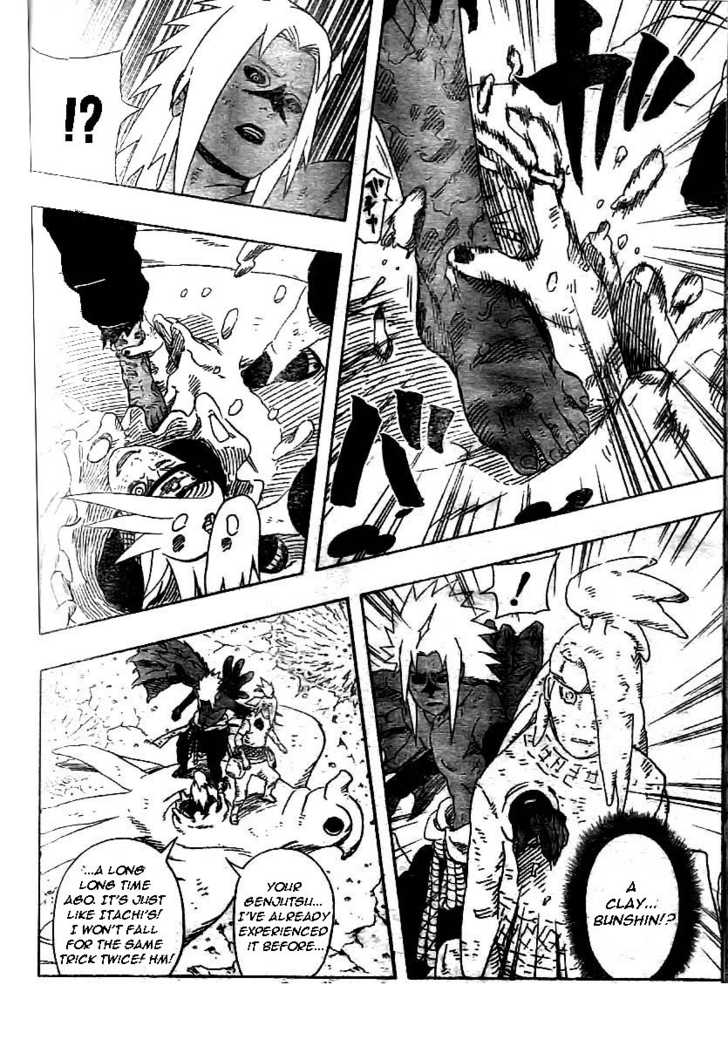 バ
!?
!
A
CLAY...
BUNSHIN!?
YOUR
GENJUTSU...
I'VE ALREADY
EXPERIENCED
IT BEFORE...
'...A LONG
LONG TIME
AGO. IT'S JUST
LIKE ITACHI'S!
I WON'T FALL
FOR THE SAME
TRICK TWICE! HM!